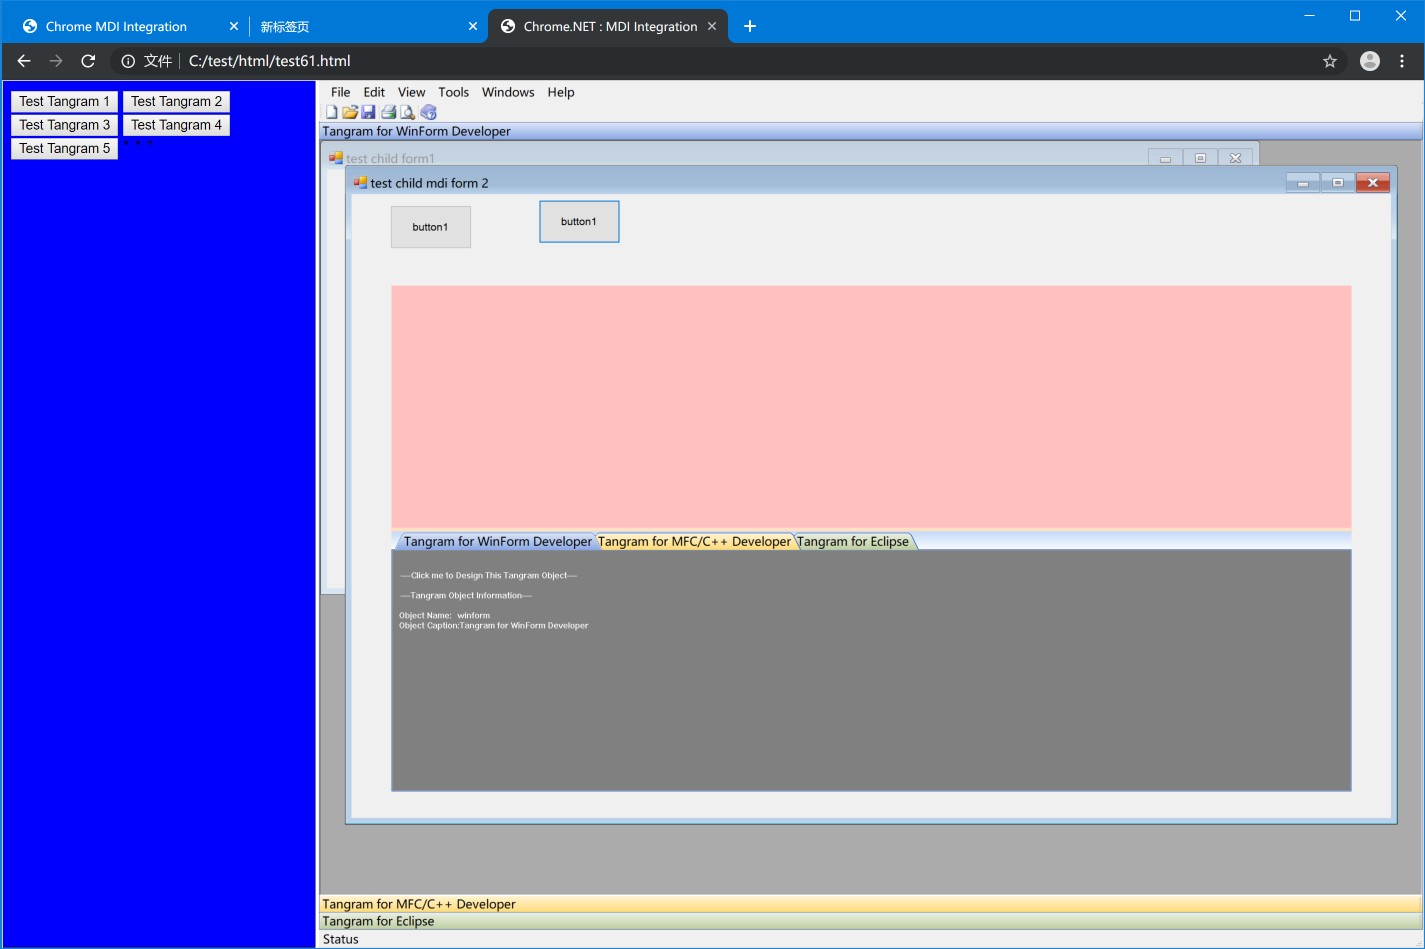 Chrome MDI Integration
新标签页
Chrome.NET : MDI Integration
文件 C:/test/html/test61.html
Test Tangram 1
Test Tangram 2
Test Tangram 3
Test Tangram 4
Test Tangram 5
" " "
File Edit View Tools Windows Help
Tangram for WinForm Developer
test child form1
test child mdi form 2
button1
button1
Tangram for WinForm Developer
Tangram for MFC/C++ Developer
Tangram for Eclipse
—Click me to Design This Tangram Object—
—Tangram Object Information—
Object Name: winform
Object Caption:Tangram for WinForm Developer
Tangram for MFC/C++ Developer
Tangram for Eclipse
Status